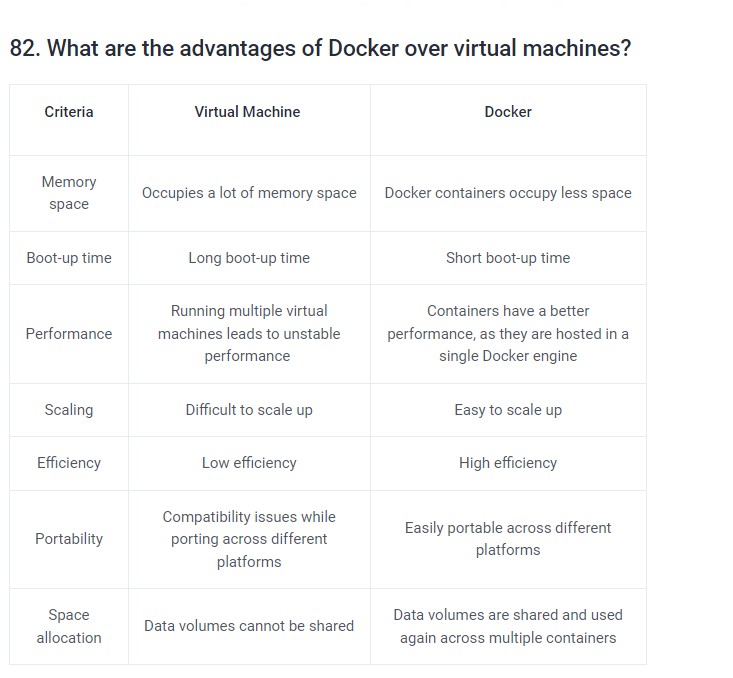 82. What are the advantages of Docker over virtual machines?
Criteria
Virtual Machine
Docker
Memory
space
Occupies a lot of memory space
Docker containers occupy less space
Boot-up time
Long boot-up time
Short boot-up time
Performance
Running multiple virtual
machines leads to unstable
performance
Containers have a better
performance, as they are hosted in a
single Docker engine
Scaling
Difficult to scale up
Easy to scale up
Efficiency
Low efficiency
High efficiency
Portability
Compatibility issues while
porting across different
platforms
Easily portable across different
platforms
Space
allocation
Data volumes cannot be shared
Data volumes are shared and used
again across multiple containers